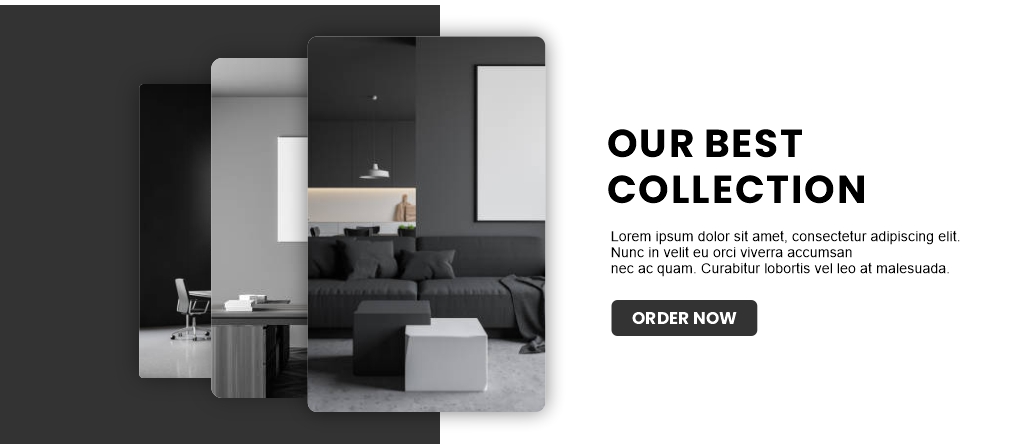 OUR BEST
COLLECTION
Lorem ipsum dolor sit amet, consectetur adipiscing elit.
Nunc in velit eu orci viverra accumsan
nec ac quam. Curabitur lobortis vel leo at malesuada.
ORDER NOW